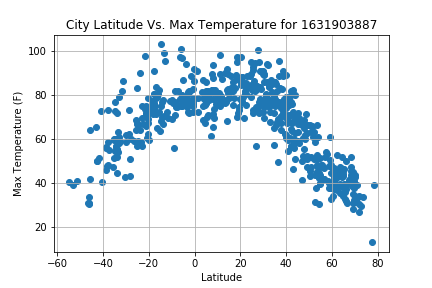 City Latitude Vs. Max Temperature for 1631903887
Max Temperature (F)
100
80
60
40
20
−60 −40 −20 0 20 40 60 80
Latitude